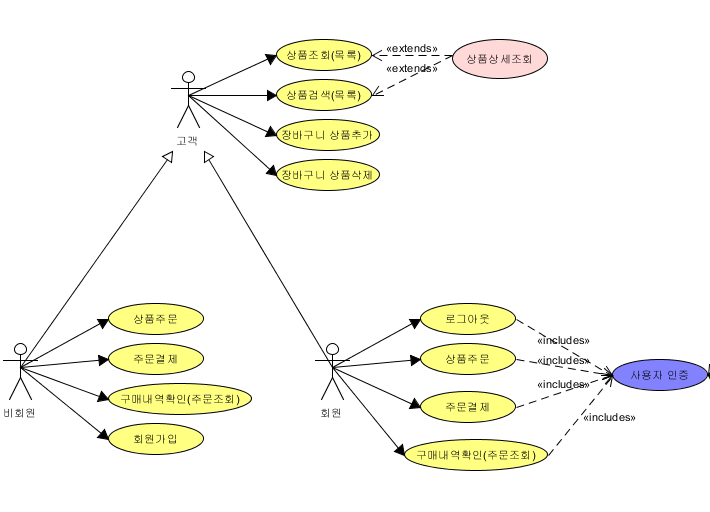 상품조회(목록)
«extends»
상품상세조회
«extends»
상품검색(목록)
고객
장바구니 상품추가
장바구니 상품삭제
상품주문
로그아웃
«includes»
주문결제
상품주문
«includes»
사용자 인증
«includes»
비회원
구매내역확인(주문조회)
회원
주문결제
«includes»
회원가입
구매내역확인(주문조회)